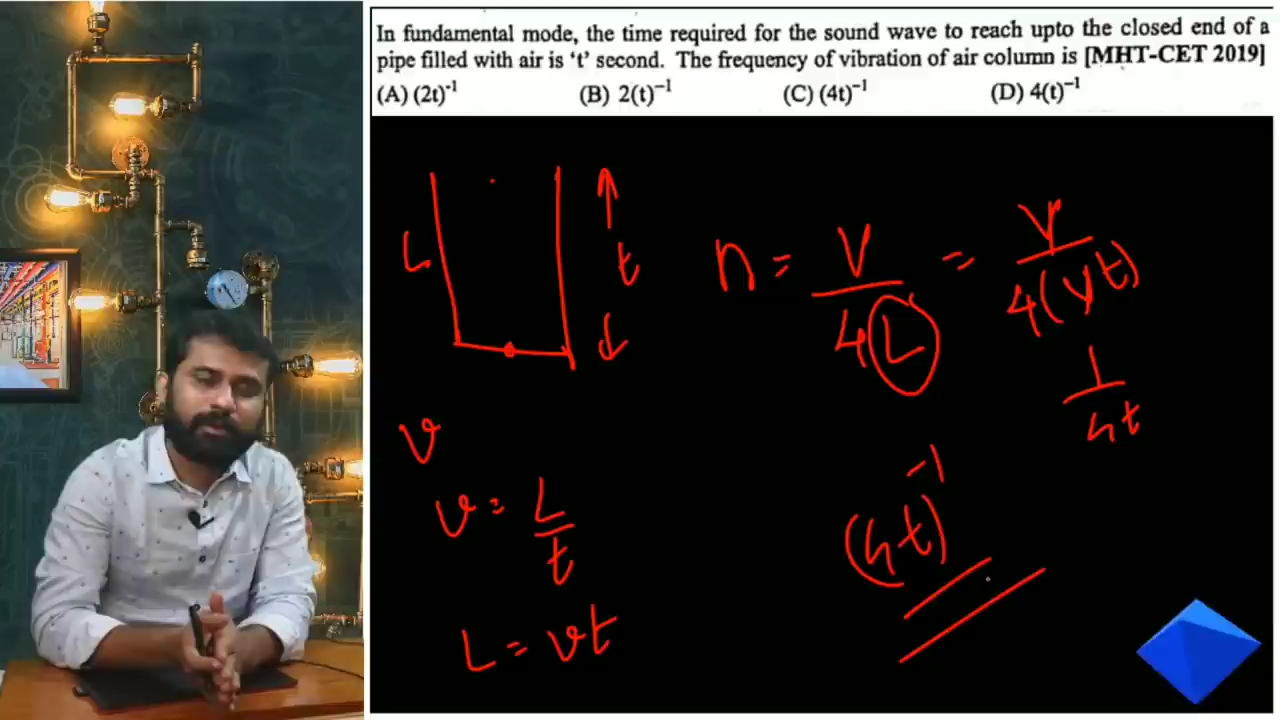 In fundamental mode, the time required for the sound wave to reach upto the closed end of a
pipe filled with air is ‘t’ second. The frequency of vibration of air column is [MHT-CET 2019]
(A) (2t)⁻¹ (B) 2(t)⁻¹ (C) (4t)⁻¹ (D) 4(t)⁻¹
L t
n = V / 4L = V / 4(Vt)
1 / 4t
v
v = L / t
(4t)⁻¹
L = vt